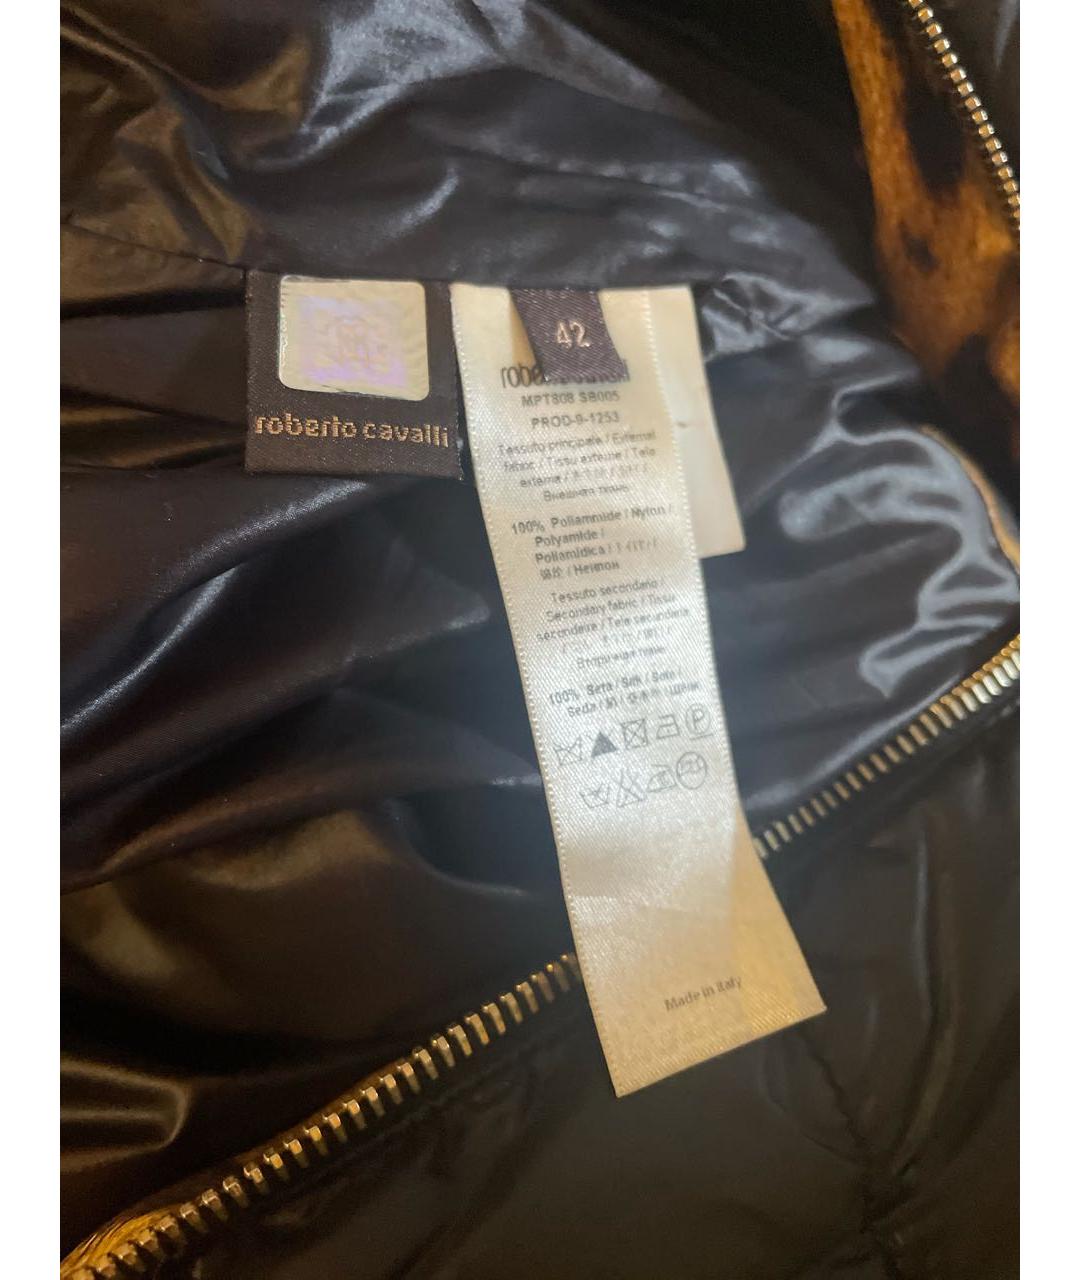 roberto cavalli
42
MPT808 SB005
PROD-9-1253
Tessuto principale / External
fabric / Tissu externe / Tela
externa /
Внешняя ткань
100% Poliammide / Nylon /
Polyamide /
Poliamidica /
/ Нейлон
Tessuto secondario /
Secondary fabric / Tissu
secondaire / Tela secundaria
Вторичная ткань
100% Seta / Silk / Soie /
Seda /
Made in Italy